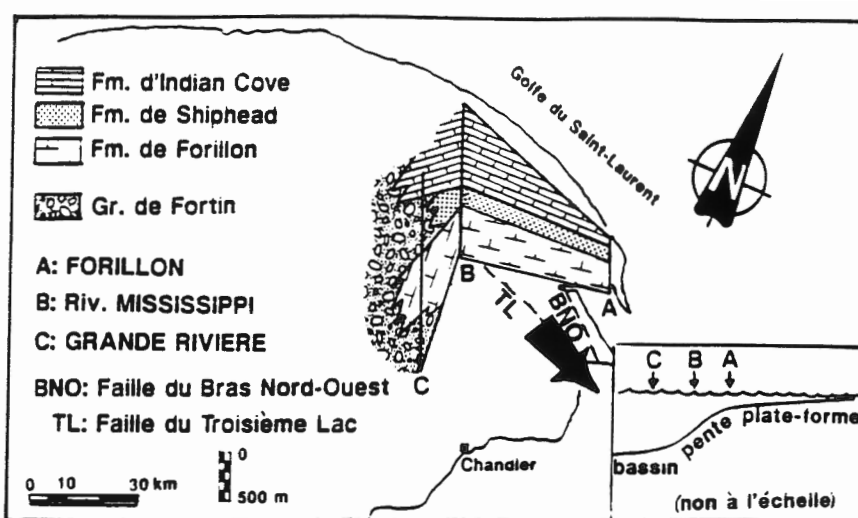 Fm. d'Indian Cove
Fm. de Shiphead
Fm. de Forillon
Gr. de Fortin
A: FORILLON
B: Riv. MISSISSIPPI
C: GRANDE RIVIERE
BNO: Faille du Bras Nord-Ouest
TL: Faille du Troisième Lac
0 10 30 km
0
500 m
Golfe du Saint-Laurent
N
B
A
C
TL
BNO
Chandler
C B A
plate-forme
pente
bassin
(non à l'échelle)